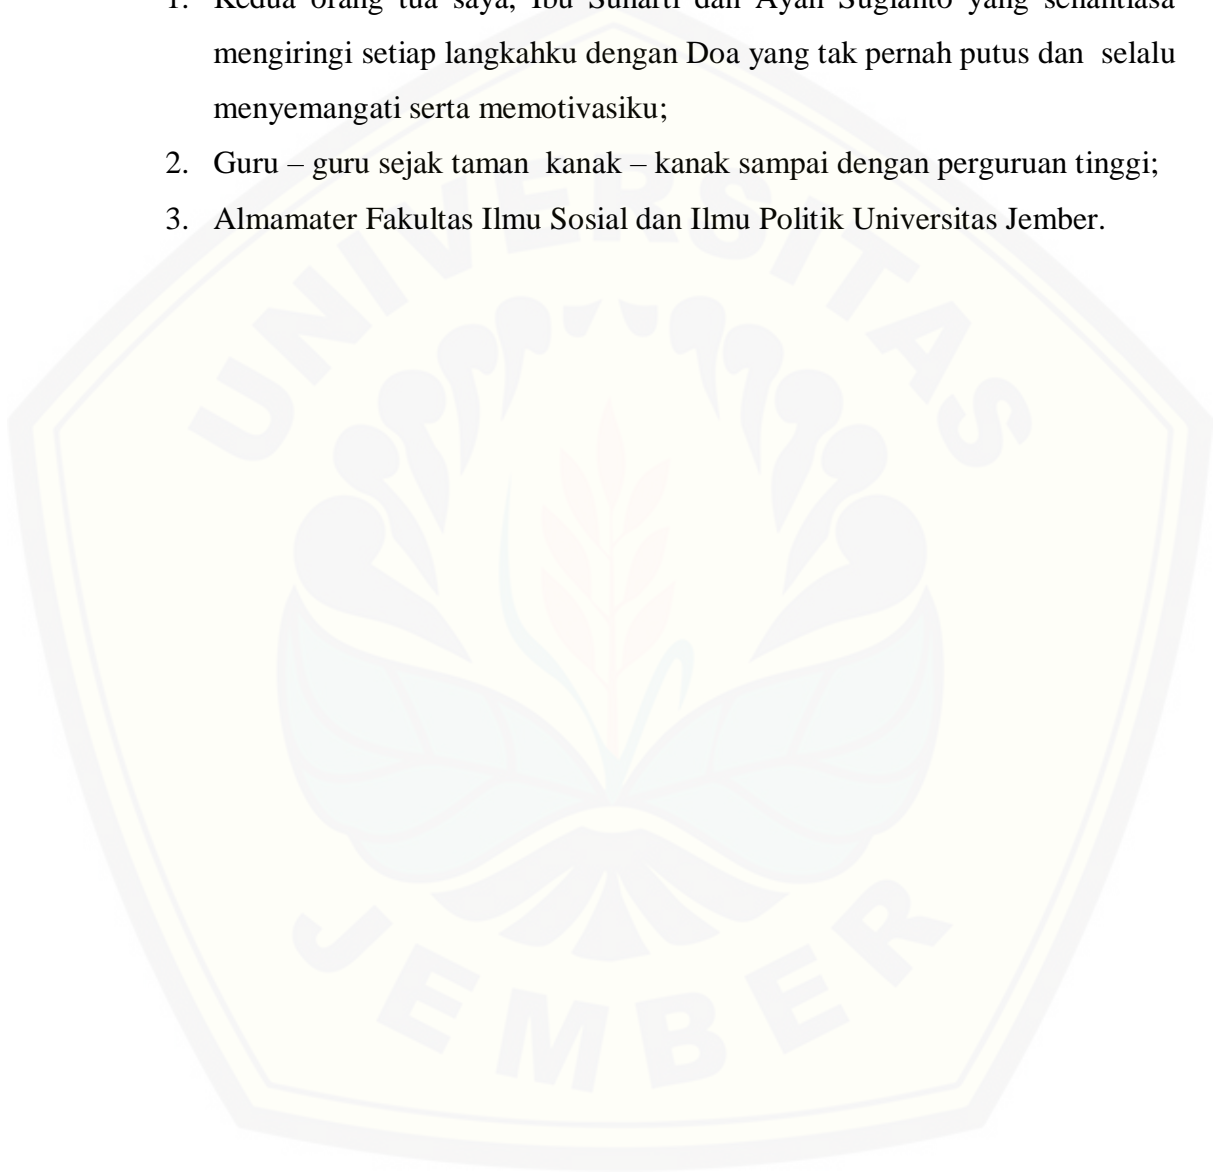 1. Kedua orang tua saya, Ibu Suharti dan Ayah Sugianto yang senantiasa
mengiringi setiap langkahku dengan Doa yang tak pernah putus dan selalu
menyemangati serta memotivasiku;
2. Guru – guru sejak taman kanak – kanak sampai dengan perguruan tinggi;
3. Almamater Fakultas Ilmu Sosial dan Ilmu Politik Universitas Jember.
UNIVERSITAS
JEMBER